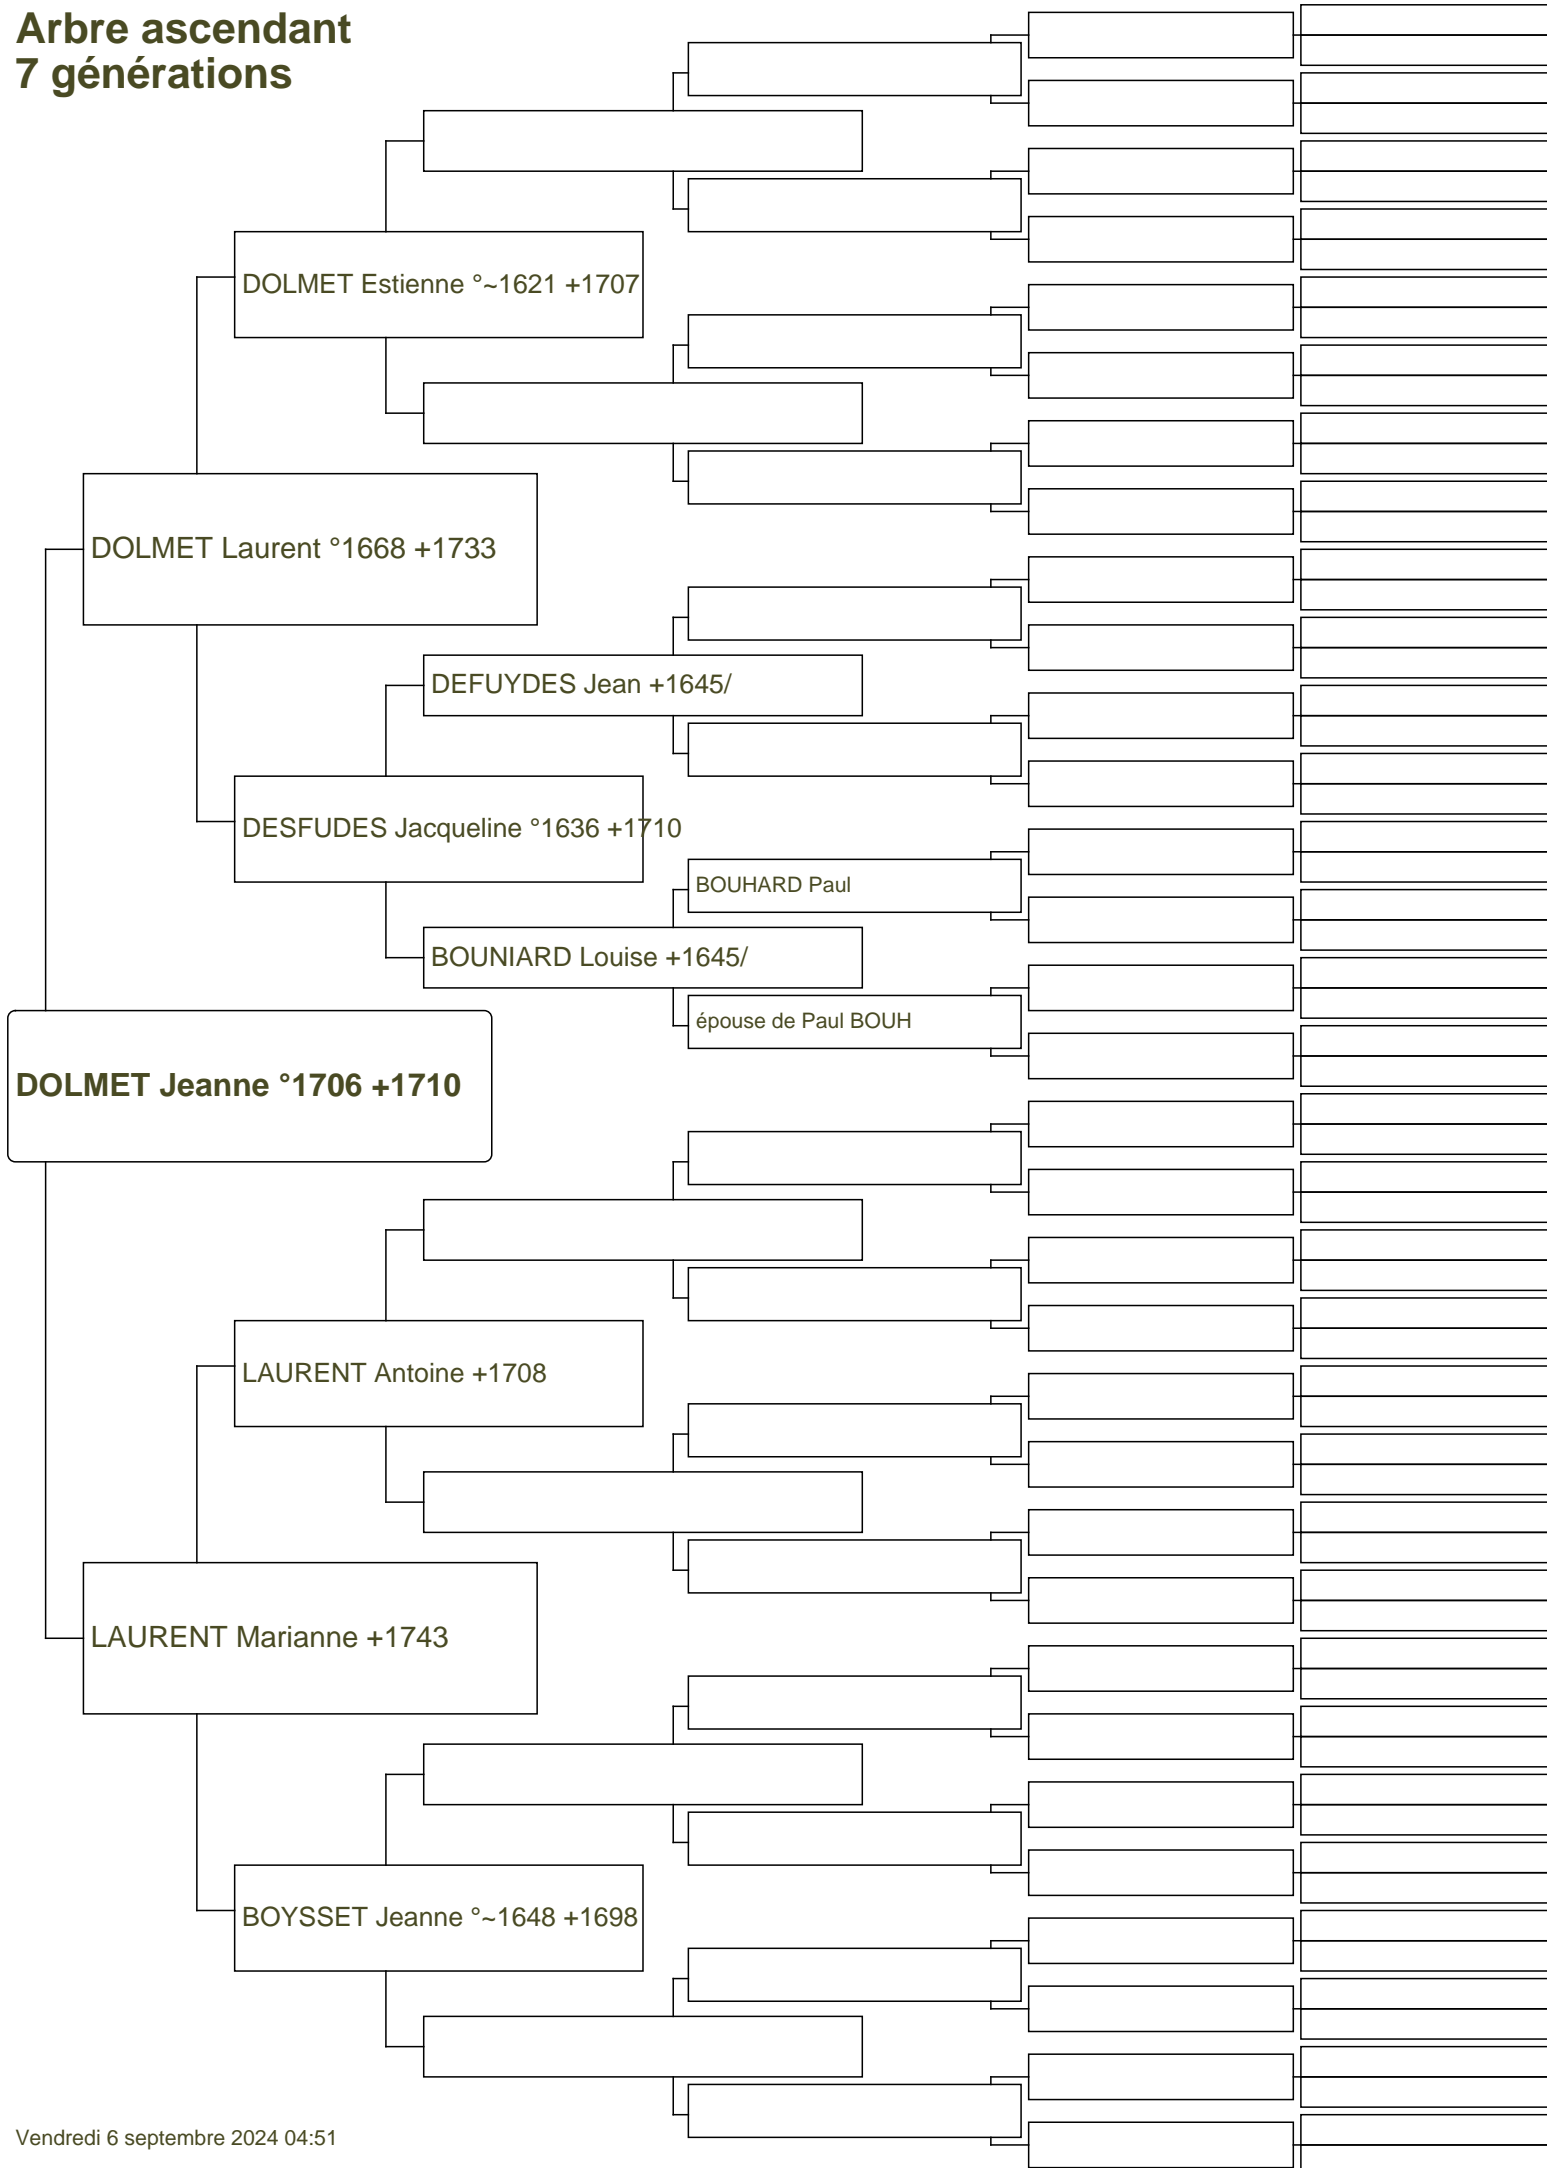 Arbre ascendant
7 générations
DOLMET Estienne °~1621 +1707
DOLMET Laurent °1668 +1733
DEFUYDES Jean +1645/
DESFUDES Jacqueline °1636 +1710
BOUHARD Paul
BOUNIARD Louise +1645/
épouse de Paul BOUH
DOLMET Jeanne °1706 +1710
LAURENT Antoine +1708
LAURENT Marianne +1743
BOYSSET Jeanne °~1648 +1698
Vendredi 6 septembre 2024 04:51